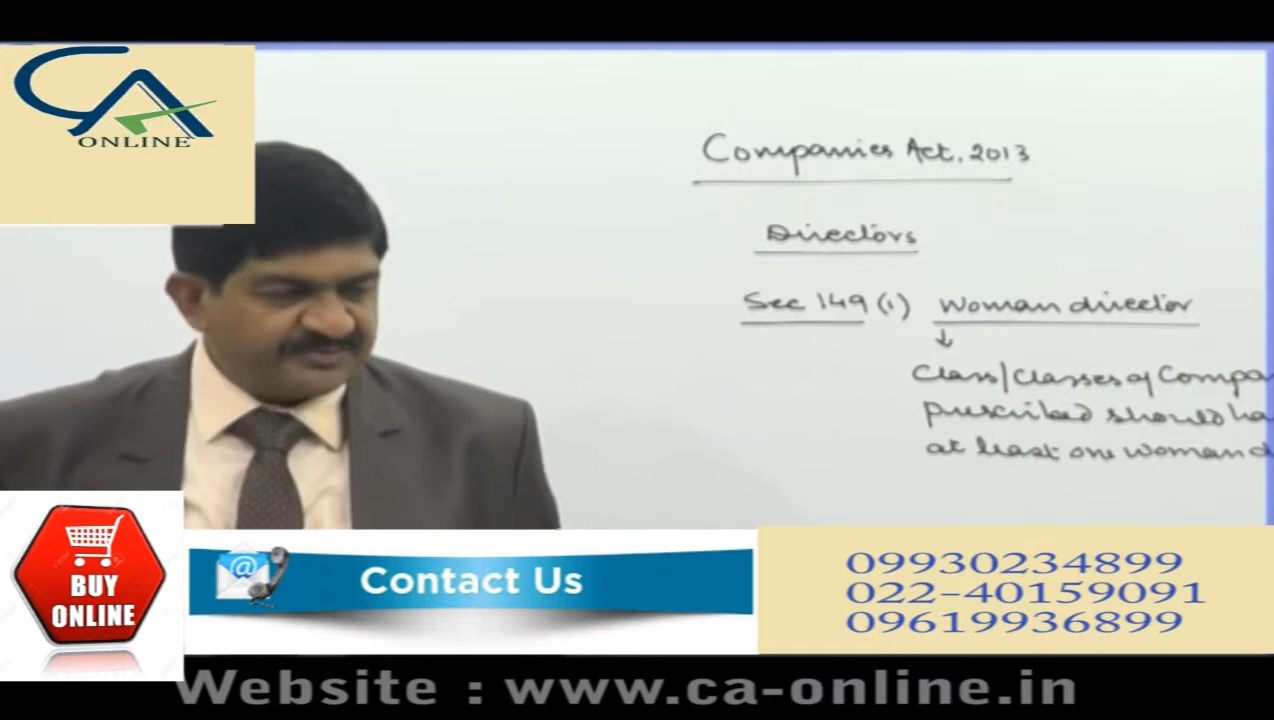 CA
ONLINE
Companies Act, 2013
Directors
Sec 149 (1) Woman director
↓
Class/Classes of Compa
prescribed should ha
at least one woman d
BUY
ONLINE
@
Contact Us
09930234899
022-40159091
09619936899
Website : www.ca-online.in